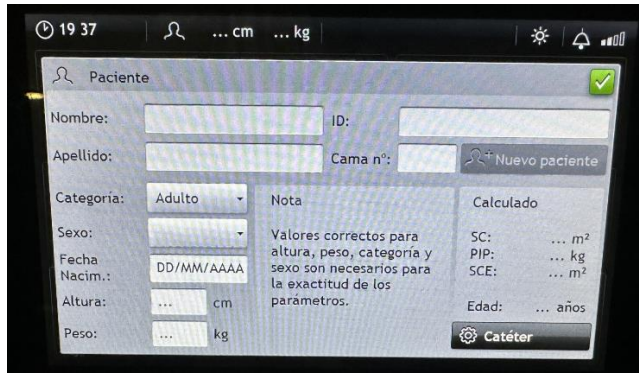 19 37 ... cm ... kg
Paciente
Nombre: ID:
Apellido: Cama nº: Nuevo paciente
Categoría: Adulto
Sexo:
Fecha Nacim.: DD/MM/AAAA
Altura: ... cm
Peso: ... kg
Nota
Valores correctos para
altura, peso, categoría y
sexo son necesarios para
la exactitud de los
parámetros.
Calculado
SC: ... m²
PIP: ... kg
SCE: ... m²
Edad: ... años
Catéter